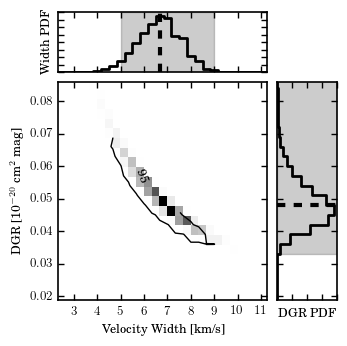 Width PDF
0.08
0.07
0.06
0.05
0.04
0.03
0.02
DGR [10⁻²⁰ cm² mag]
95
3 4 5 6 7 8 9 10 11
Velocity Width [km/s]
DGR PDF